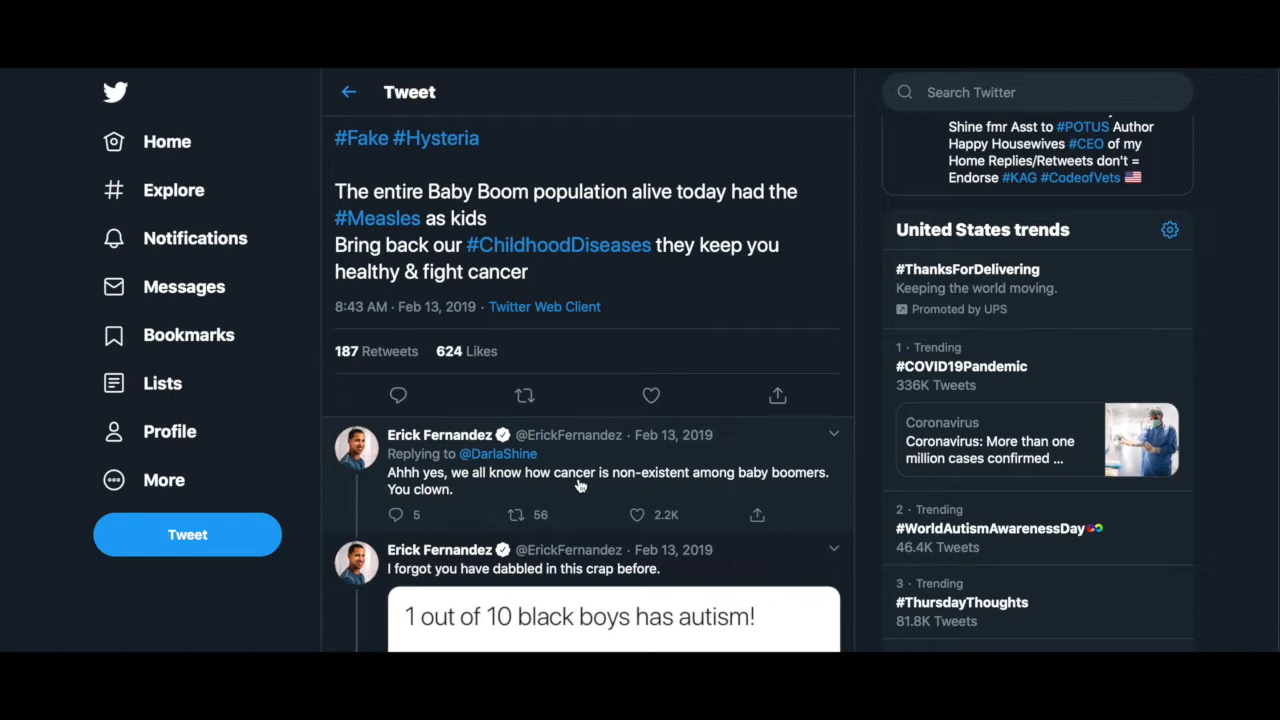 Home
Explore
Notifications
Messages
Bookmarks
Lists
Profile
More
Tweet
Tweet
#Fake #Hysteria
The entire Baby Boom population alive today had the
#Measles as kids
Bring back our #ChildhoodDiseases they keep you
healthy & fight cancer
8:43 AM · Feb 13, 2019 · Twitter Web Client
187 Retweets 624 Likes
Erick Fernandez @ErickFernandez · Feb 13, 2019
Replying to @DarlaShine
Ahhh yes, we all know how cancer is non-existent among baby boomers.
You clown.
5 56 2.2K
Erick Fernandez @ErickFernandez · Feb 13, 2019
I forgot you have dabbled in this crap before.
1 out of 10 black boys has autism!
Search Twitter
Shine fmr Asst to #POTUS Author
Happy Housewives #CEO of my
Home Replies/Retweets don't =
Endorse #KAG #CodeofVets
United States trends
#ThanksForDelivering
Keeping the world moving.
Promoted by UPS
1 · Trending
#COVID19Pandemic
336K Tweets
Coronavirus
Coronavirus: More than one
million cases confirmed ...
2 · Trending
#WorldAutismAwarenessDay
46.4K Tweets
3 · Trending
#ThursdayThoughts
81.8K Tweets